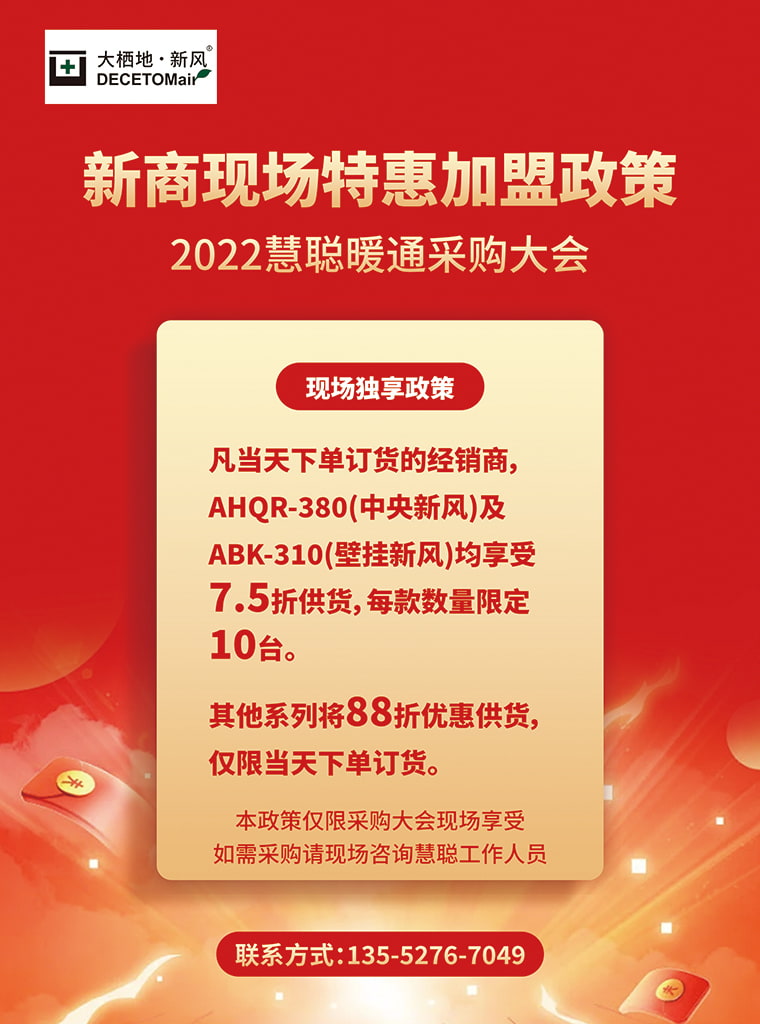 大栖地·新风®
DECETOMair
新商现场特惠加盟政策
2022慧聪暖通采购大会
现场独享政策
凡当天下单订货的经销商,
AHQR-380(中央新风)及
ABK-310(壁挂新风)均享受
7.5折供货, 每款数量限定
10台。
其他系列将88折优惠供货,
仅限当天下单订货。
本政策仅限采购大会现场享受
如需采购请现场咨询慧聪工作人员
联系方式:135-5276-7049